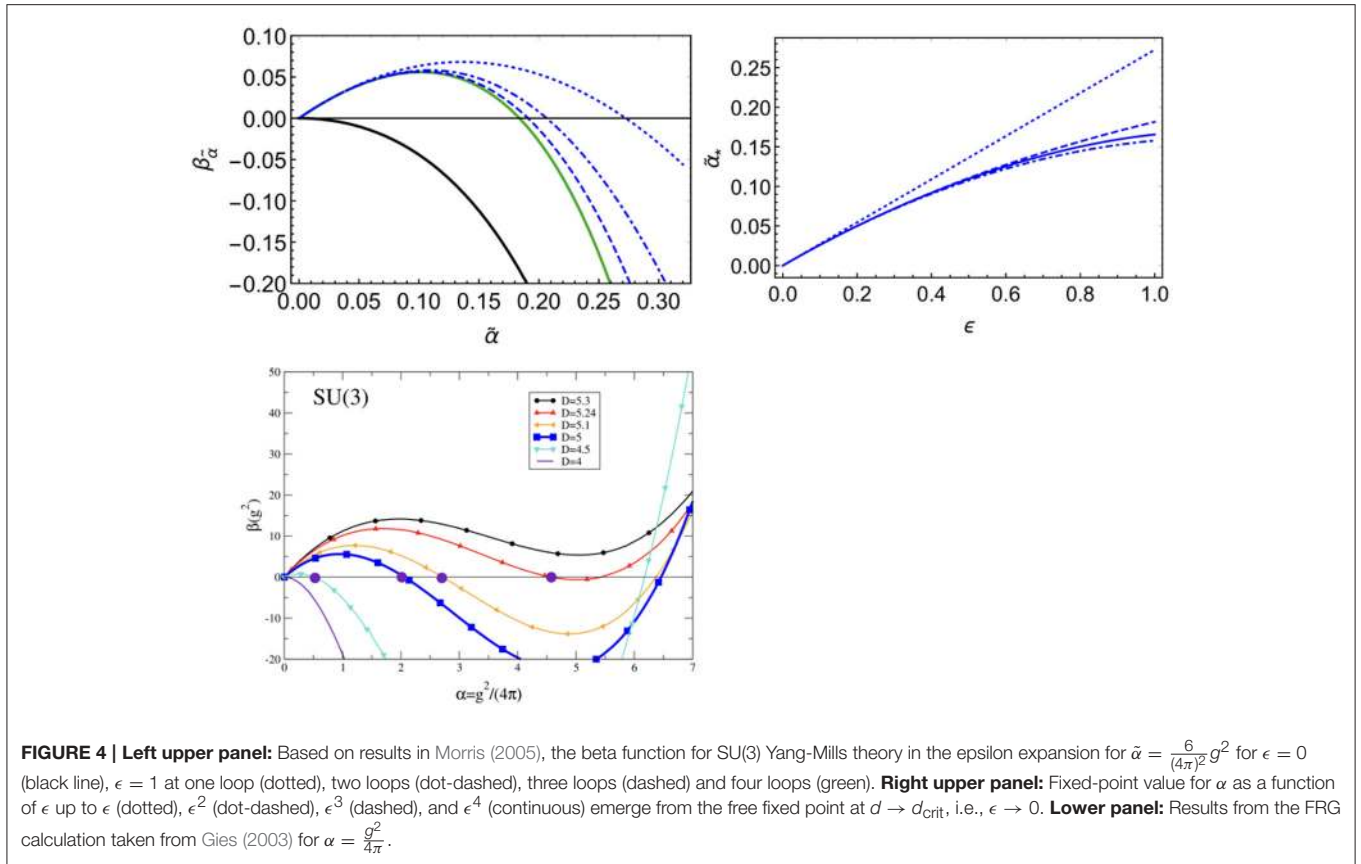 0.10
0.05
0.00
−0.05
−0.10
−0.15
−0.20
β_α̃
0.00 0.05 0.10 0.15 0.20 0.25 0.30
α̃
0.25
0.20
0.15
0.10
0.05
0.00
α̃_*
0.0 0.2 0.4 0.6 0.8 1.0
ϵ
SU(3)
D=5.3
D=5.24
D=5.1
D=5
D=4.5
D=4
50
40
30
20
10
0
-10
-20
β(g²)
0 1 2 3 4 5 6 7
α=g²/(4π)
FIGURE 4 | Left upper panel: Based on results in Morris (2005), the beta function for SU(3) Yang-Mills theory in the epsilon expansion for α̃ = 6/(4π)² g² for ϵ = 0
(black line), ϵ = 1 at one loop (dotted), two loops (dot-dashed), three loops (dashed) and four loops (green). Right upper panel: Fixed-point value for α as a function
of ϵ up to ϵ (dotted), ϵ² (dot-dashed), ϵ³ (dashed), and ϵ⁴ (continuous) emerge from the free fixed point at d → d_crit, i.e., ϵ → 0. Lower panel: Results from the FRG
calculation taken from Gies (2003) for α = g²/4π.